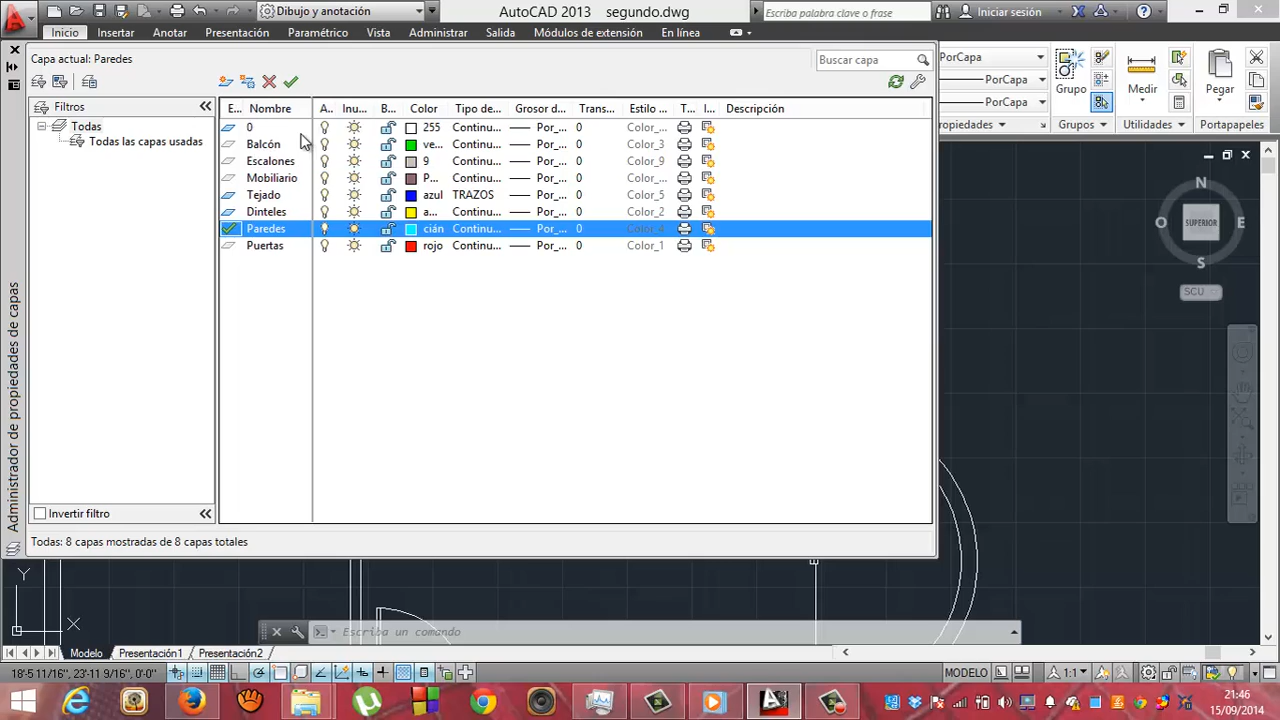 Dibujo y anotación
AutoCAD 2013 segundo.dwg
Escriba palabra clave o frase
Iniciar sesión
Inicio Insertar Anotar Presentación Paramétrico Vista Administrar Salida Módulos de extensión En línea
Capa actual: Paredes
Buscar capa
Filtros
Todas
Todas las capas usadas
E... Nombre A... Inu... B... Color Tipo de... Grosor d... Trans... Estilo ... T... I... Descripción
0 255 Continu... Por_... 0 Color_...
Balcón ve... Continu... Por_... 0 Color_3
Escalones 9 Continu... Por_... 0 Color_9
Mobiliario P... Continu... Por_... 0 Color_...
Tejado azul TRAZOS Por_... 0 Color_5
Dinteles a... Continu... Por_... 0 Color_2
Paredes cián Continu... Por_... 0 Color_4
Puertas rojo Continu... Por_... 0 Color_1
Invertir filtro
Todas: 8 capas mostradas de 8 capas totales
Administrador de propiedades de capas
PorCapa
PorCapa
PorCapa
Grupo
Medir
Pegar
ropiedades
Grupos
Portapapeles
N
O SUPERIOR E
S
SCU
Y
X
Escriba un comando
Modelo Presentación1 Presentación2
18'-5 11/16", 23'-11 9/16", 0'-0"
MODELO
1:1
21:46
15/09/2014